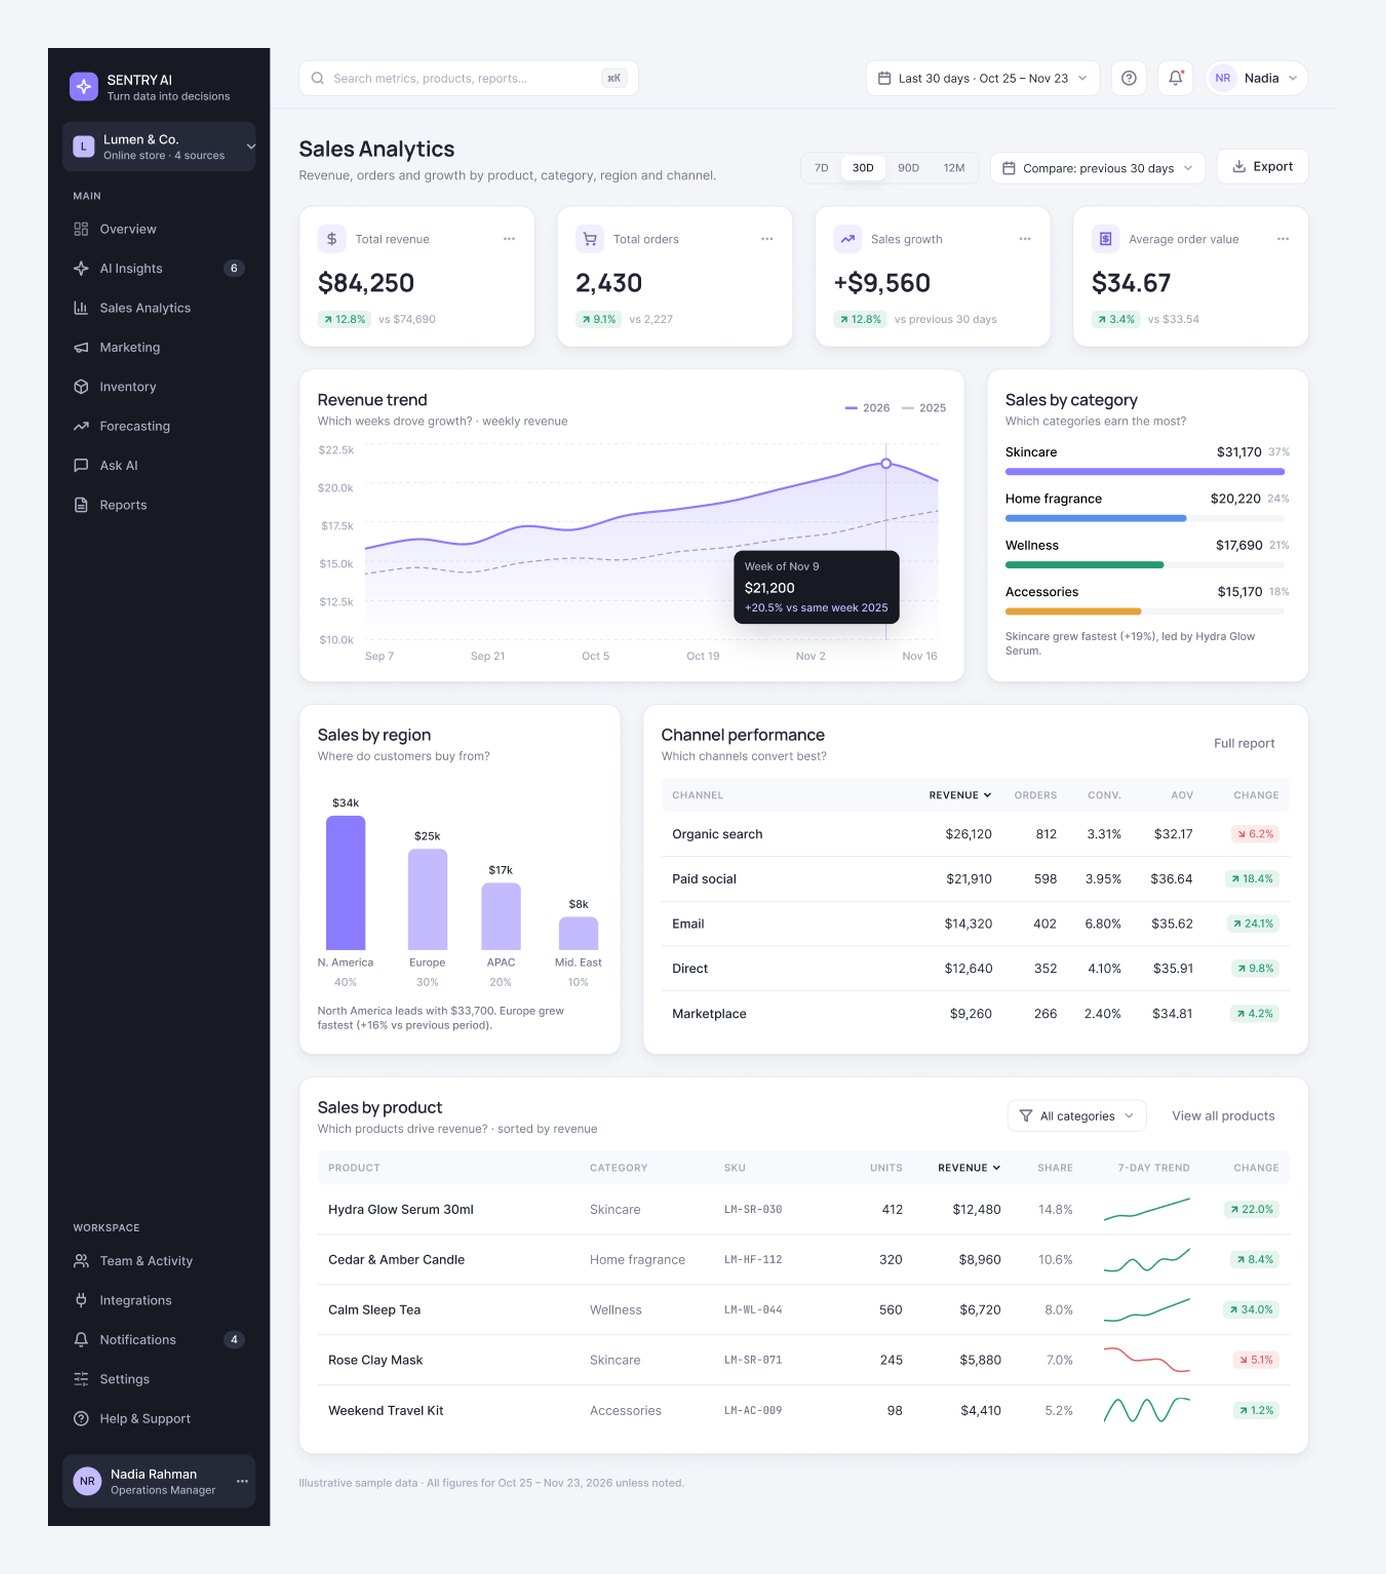 SENTRY AI
Turn data into decisions
L
Lumen & Co.
Online store · 4 sources
MAIN
Overview
AI Insights 6
Sales Analytics
Marketing
Inventory
Forecasting
Ask AI
Reports
WORKSPACE
Team & Activity
Integrations
Notifications 4
Settings
Help & Support
NR
Nadia Rahman
Operations Manager
Search metrics, products, reports... ⌘K
Last 30 days · Oct 25 – Nov 23
NR Nadia
Sales Analytics
Revenue, orders and growth by product, category, region and channel.
7D 30D 90D 12M
Compare: previous 30 days
Export
Total revenue
$84,250
12.8% vs $74,690
Total orders
2,430
9.1% vs 2,227
Sales growth
+$9,560
12.8% vs previous 30 days
Average order value
$34.67
3.4% vs $33.54
Revenue trend
Which weeks drove growth? · weekly revenue
2026 2025
$22.5k
$20.0k
$17.5k
$15.0k
$12.5k
$10.0k
Week of Nov 9
$21,200
+20.5% vs same week 2025
Sep 7 Sep 21 Oct 5 Oct 19 Nov 2 Nov 16
Sales by category
Which categories earn the most?
Skincare $31,170 37%
Home fragrance $20,220 24%
Wellness $17,690 21%
Accessories $15,170 18%
Skincare grew fastest (+19%), led by Hydra Glow
Serum.
Sales by region
Where do customers buy from?
$34k
$25k
$17k
$8k
N. America Europe APAC Mid. East
40% 30% 20% 10%
North America leads with $33,700. Europe grew
fastest (+16% vs previous period).
Channel performance
Which channels convert best?
Full report
CHANNEL REVENUE ORDERS CONV. AOV CHANGE
Organic search $26,120 812 3.31% $32.17 6.2%
Paid social $21,910 598 3.95% $36.64 18.4%
Email $14,320 402 6.80% $35.62 24.1%
Direct $12,640 352 4.10% $35.91 9.8%
Marketplace $9,260 266 2.40% $34.81 4.2%
Sales by product
Which products drive revenue? · sorted by revenue
All categories
View all products
PRODUCT CATEGORY SKU UNITS REVENUE SHARE 7-DAY TREND CHANGE
Hydra Glow Serum 30ml Skincare LM-SR-030 412 $12,480 14.8% 22.0%
Cedar & Amber Candle Home fragrance LM-HF-112 320 $8,960 10.6% 8.4%
Calm Sleep Tea Wellness LM-WL-044 560 $6,720 8.0% 34.0%
Rose Clay Mask Skincare LM-SR-071 245 $5,880 7.0% 5.1%
Weekend Travel Kit Accessories LM-AC-009 98 $4,410 5.2% 1.2%
Illustrative sample data · All figures for Oct 25 – Nov 23, 2026 unless noted.